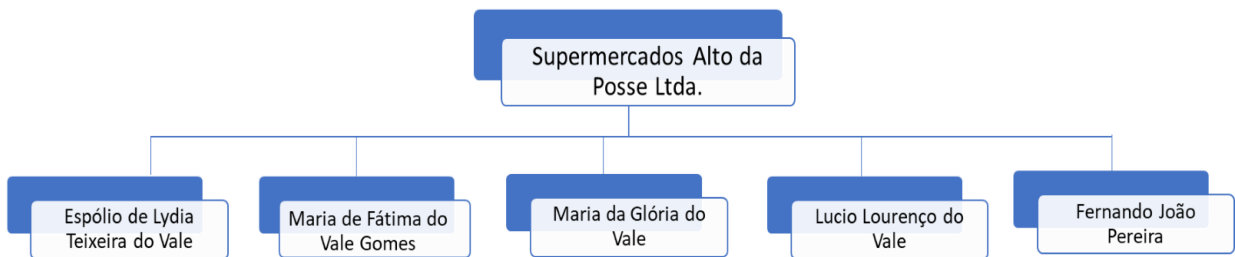 Supermercados Alto da
Posse Ltda.
Espólio de Lydia
Teixeira do Vale
Maria de Fátima do
Vale Gomes
Maria da Glória do
Vale
Lucio Lourenço do
Vale
Fernando João
Pereira